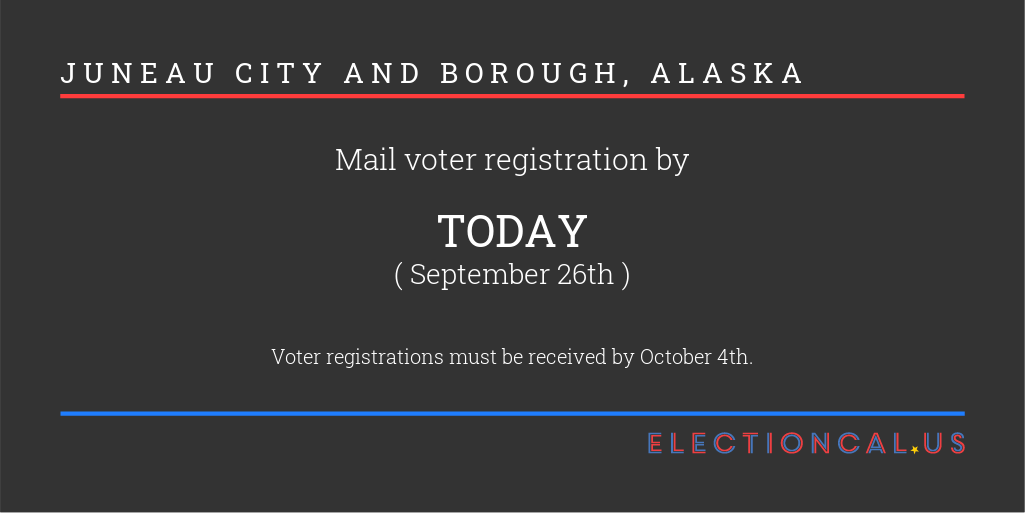 JUNEAU CITY AND BOROUGH, ALASKA
Mail voter registration by
TODAY
( September 26th )
Voter registrations must be received by October 4th.
ELECTIONCAL.US